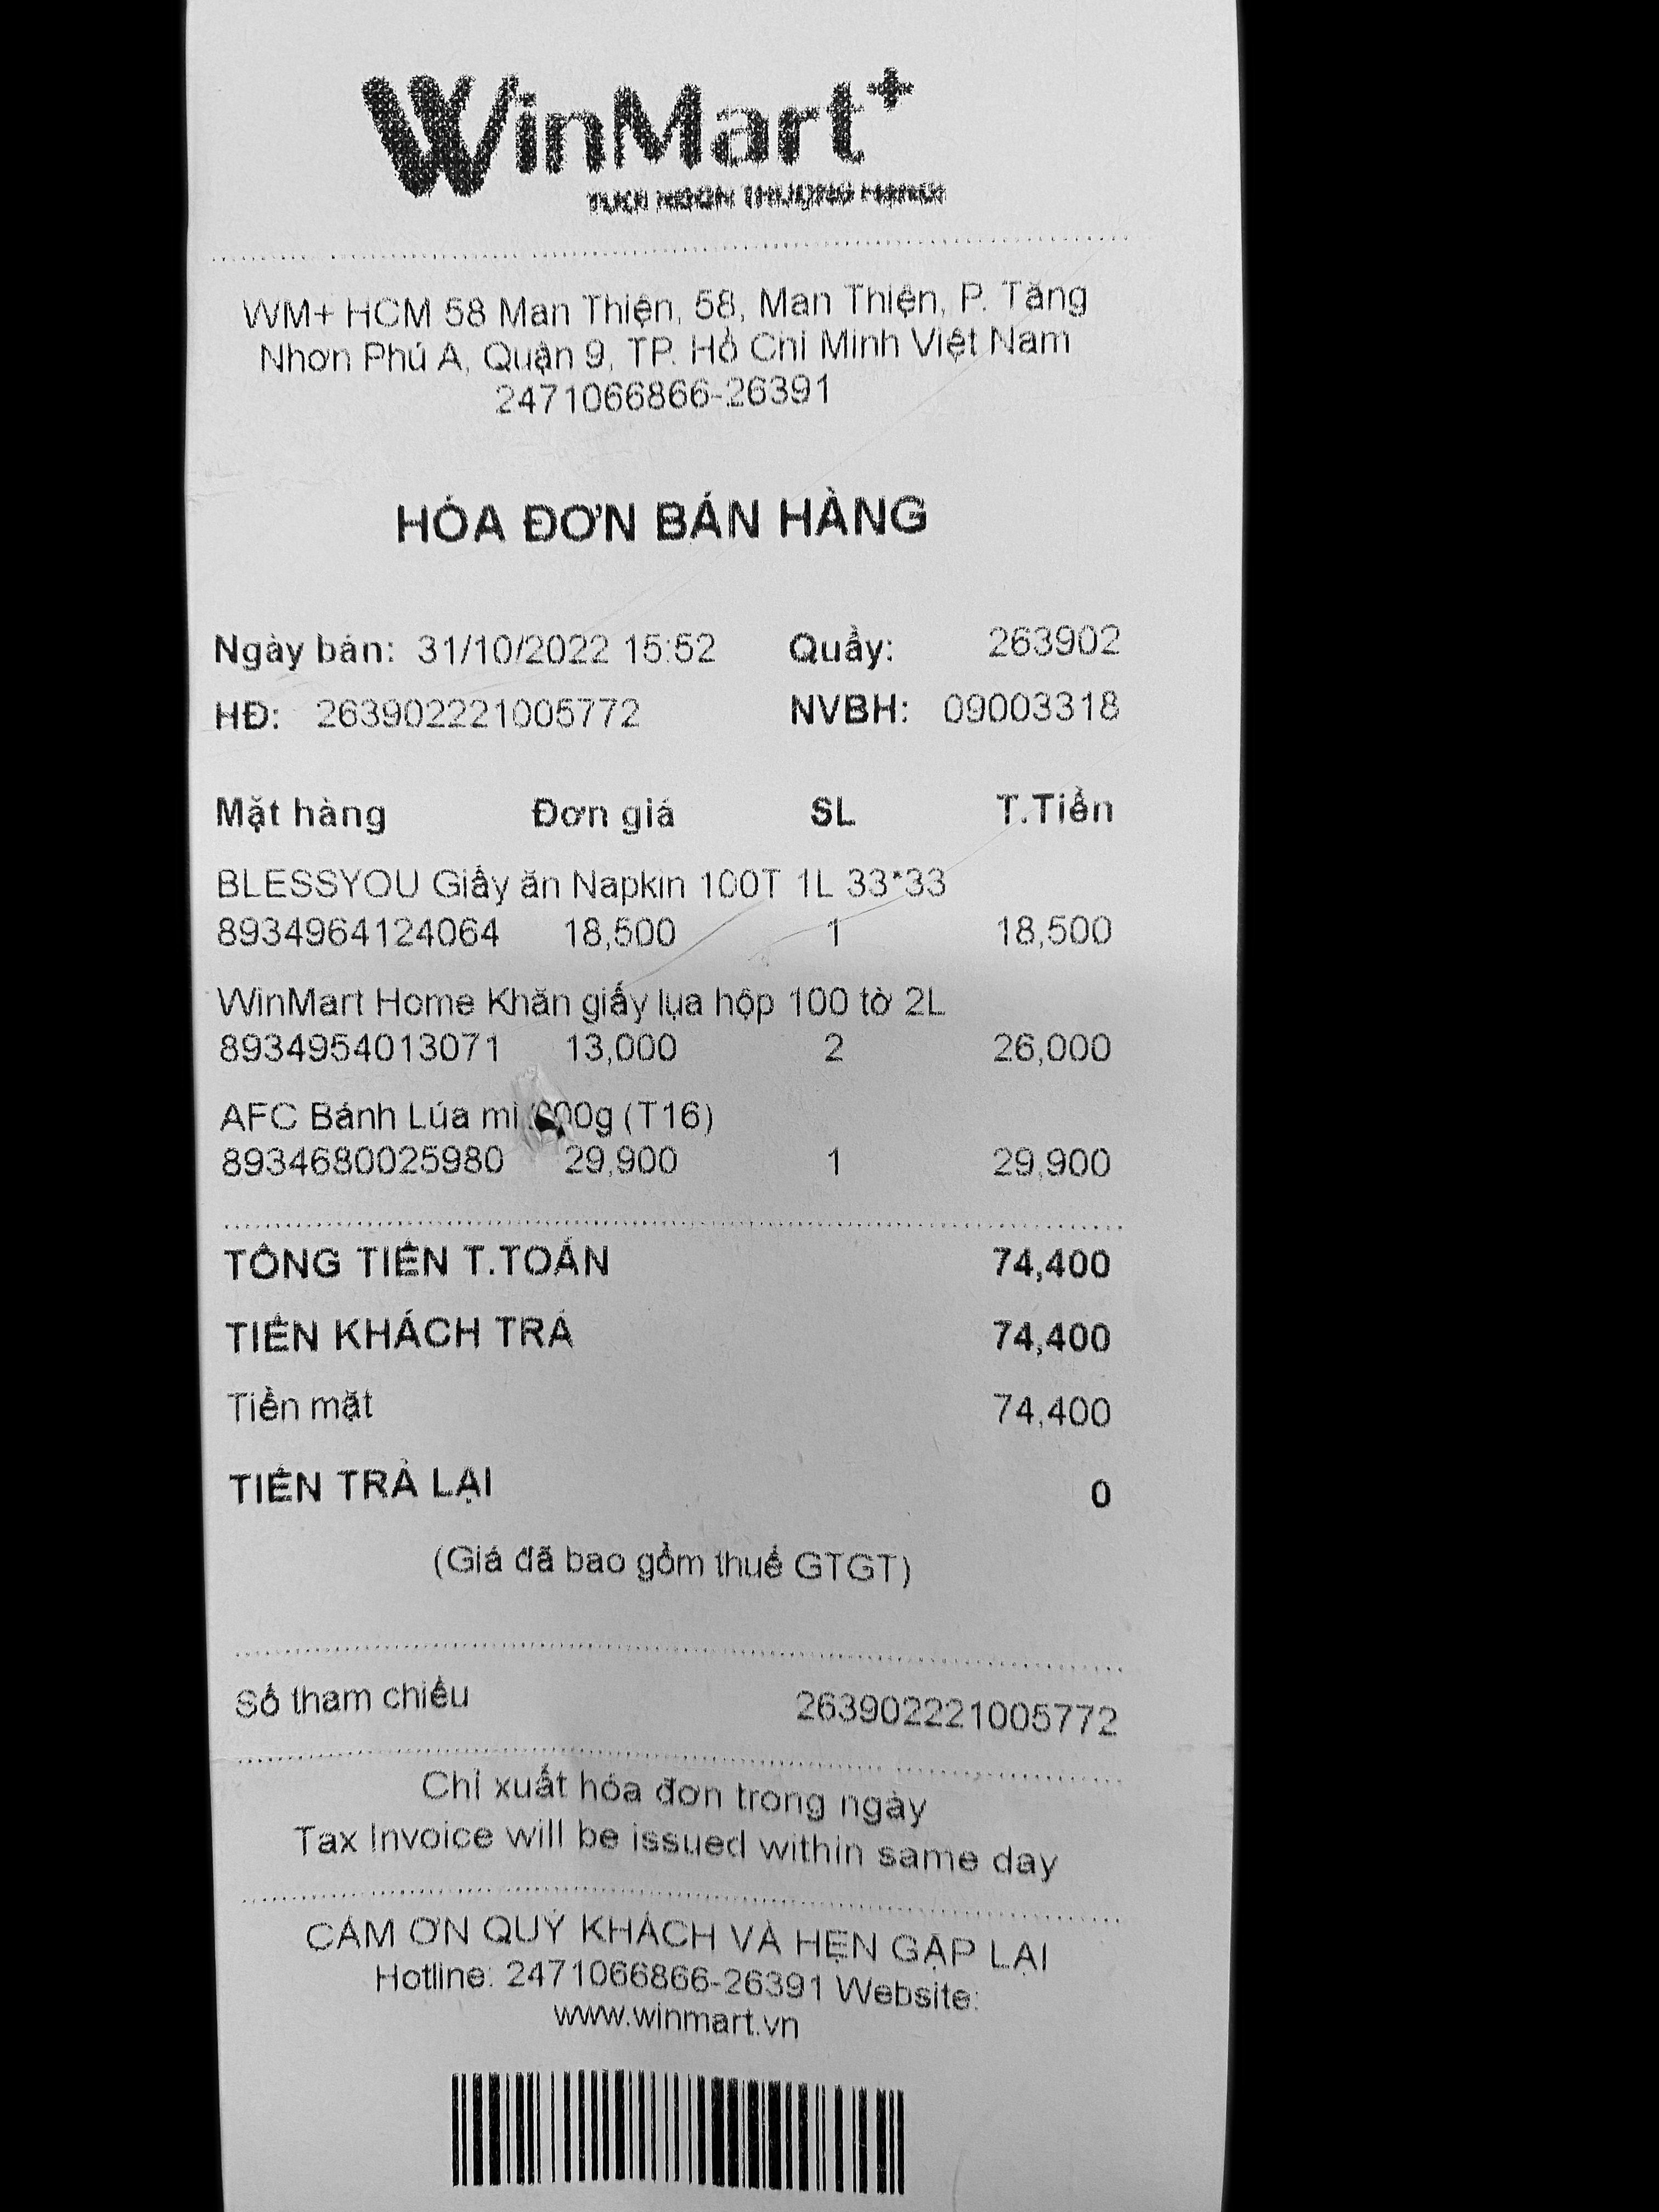 WinMart+
TƯƠI NGON THƯỢNG HẠNG
WM+ HCM 58 Man Thiện, 58, Man Thiện, P. Tăng
Nhơn Phú A, Quận 9, TP. Hồ Chí Minh Việt Nam
2471066866-26391
HÓA ĐƠN BÁN HÀNG
Ngày bán: 31/10/2022 15:52 Quầy: 263902
HĐ: 263902221005772 NVBH: 09003318
Mặt hàng Đơn giá SL T.Tiền
BLESSYOU Giấy ăn Napkin 100T 1L 33*33
8934964124064 18,500 1 18,500
WinMart Home Khăn giấy lụa hộp 100 tờ 2L
8934954013071 13,000 2 26,000
AFC Bánh Lúa mì (T16)
8934680025980 29,900 1 29,900
TỔNG TIỀN T.TOÁN 74,400
TIỀN KHÁCH TRẢ 74,400
Tiền mặt 74,400
TIỀN TRẢ LẠI 0
(Giá đã bao gồm thuế GTGT)
Số tham chiếu 263902221005772
Chỉ xuất hóa đơn trong ngày
Tax Invoice will be issued within same day
CẢM ƠN QUÝ KHÁCH VÀ HẸN GẶP LẠI
Hotline: 2471066866-26391 Website:
www.winmart.vn